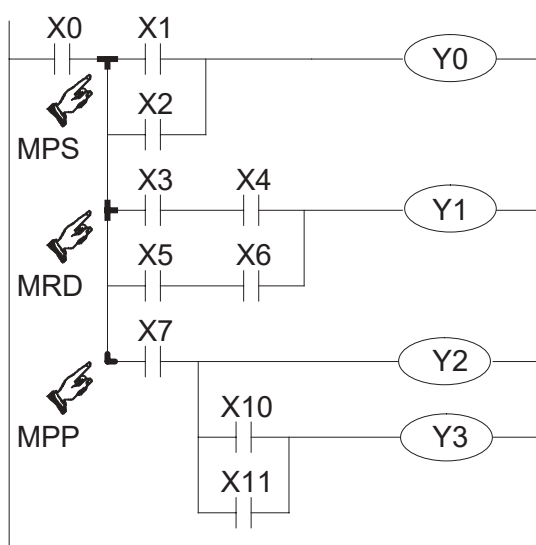 X0 X1 Y0
X2
MPS
X3 X4 Y1
X5 X6
MRD
X7 Y2
X10 Y3
MPP
X11